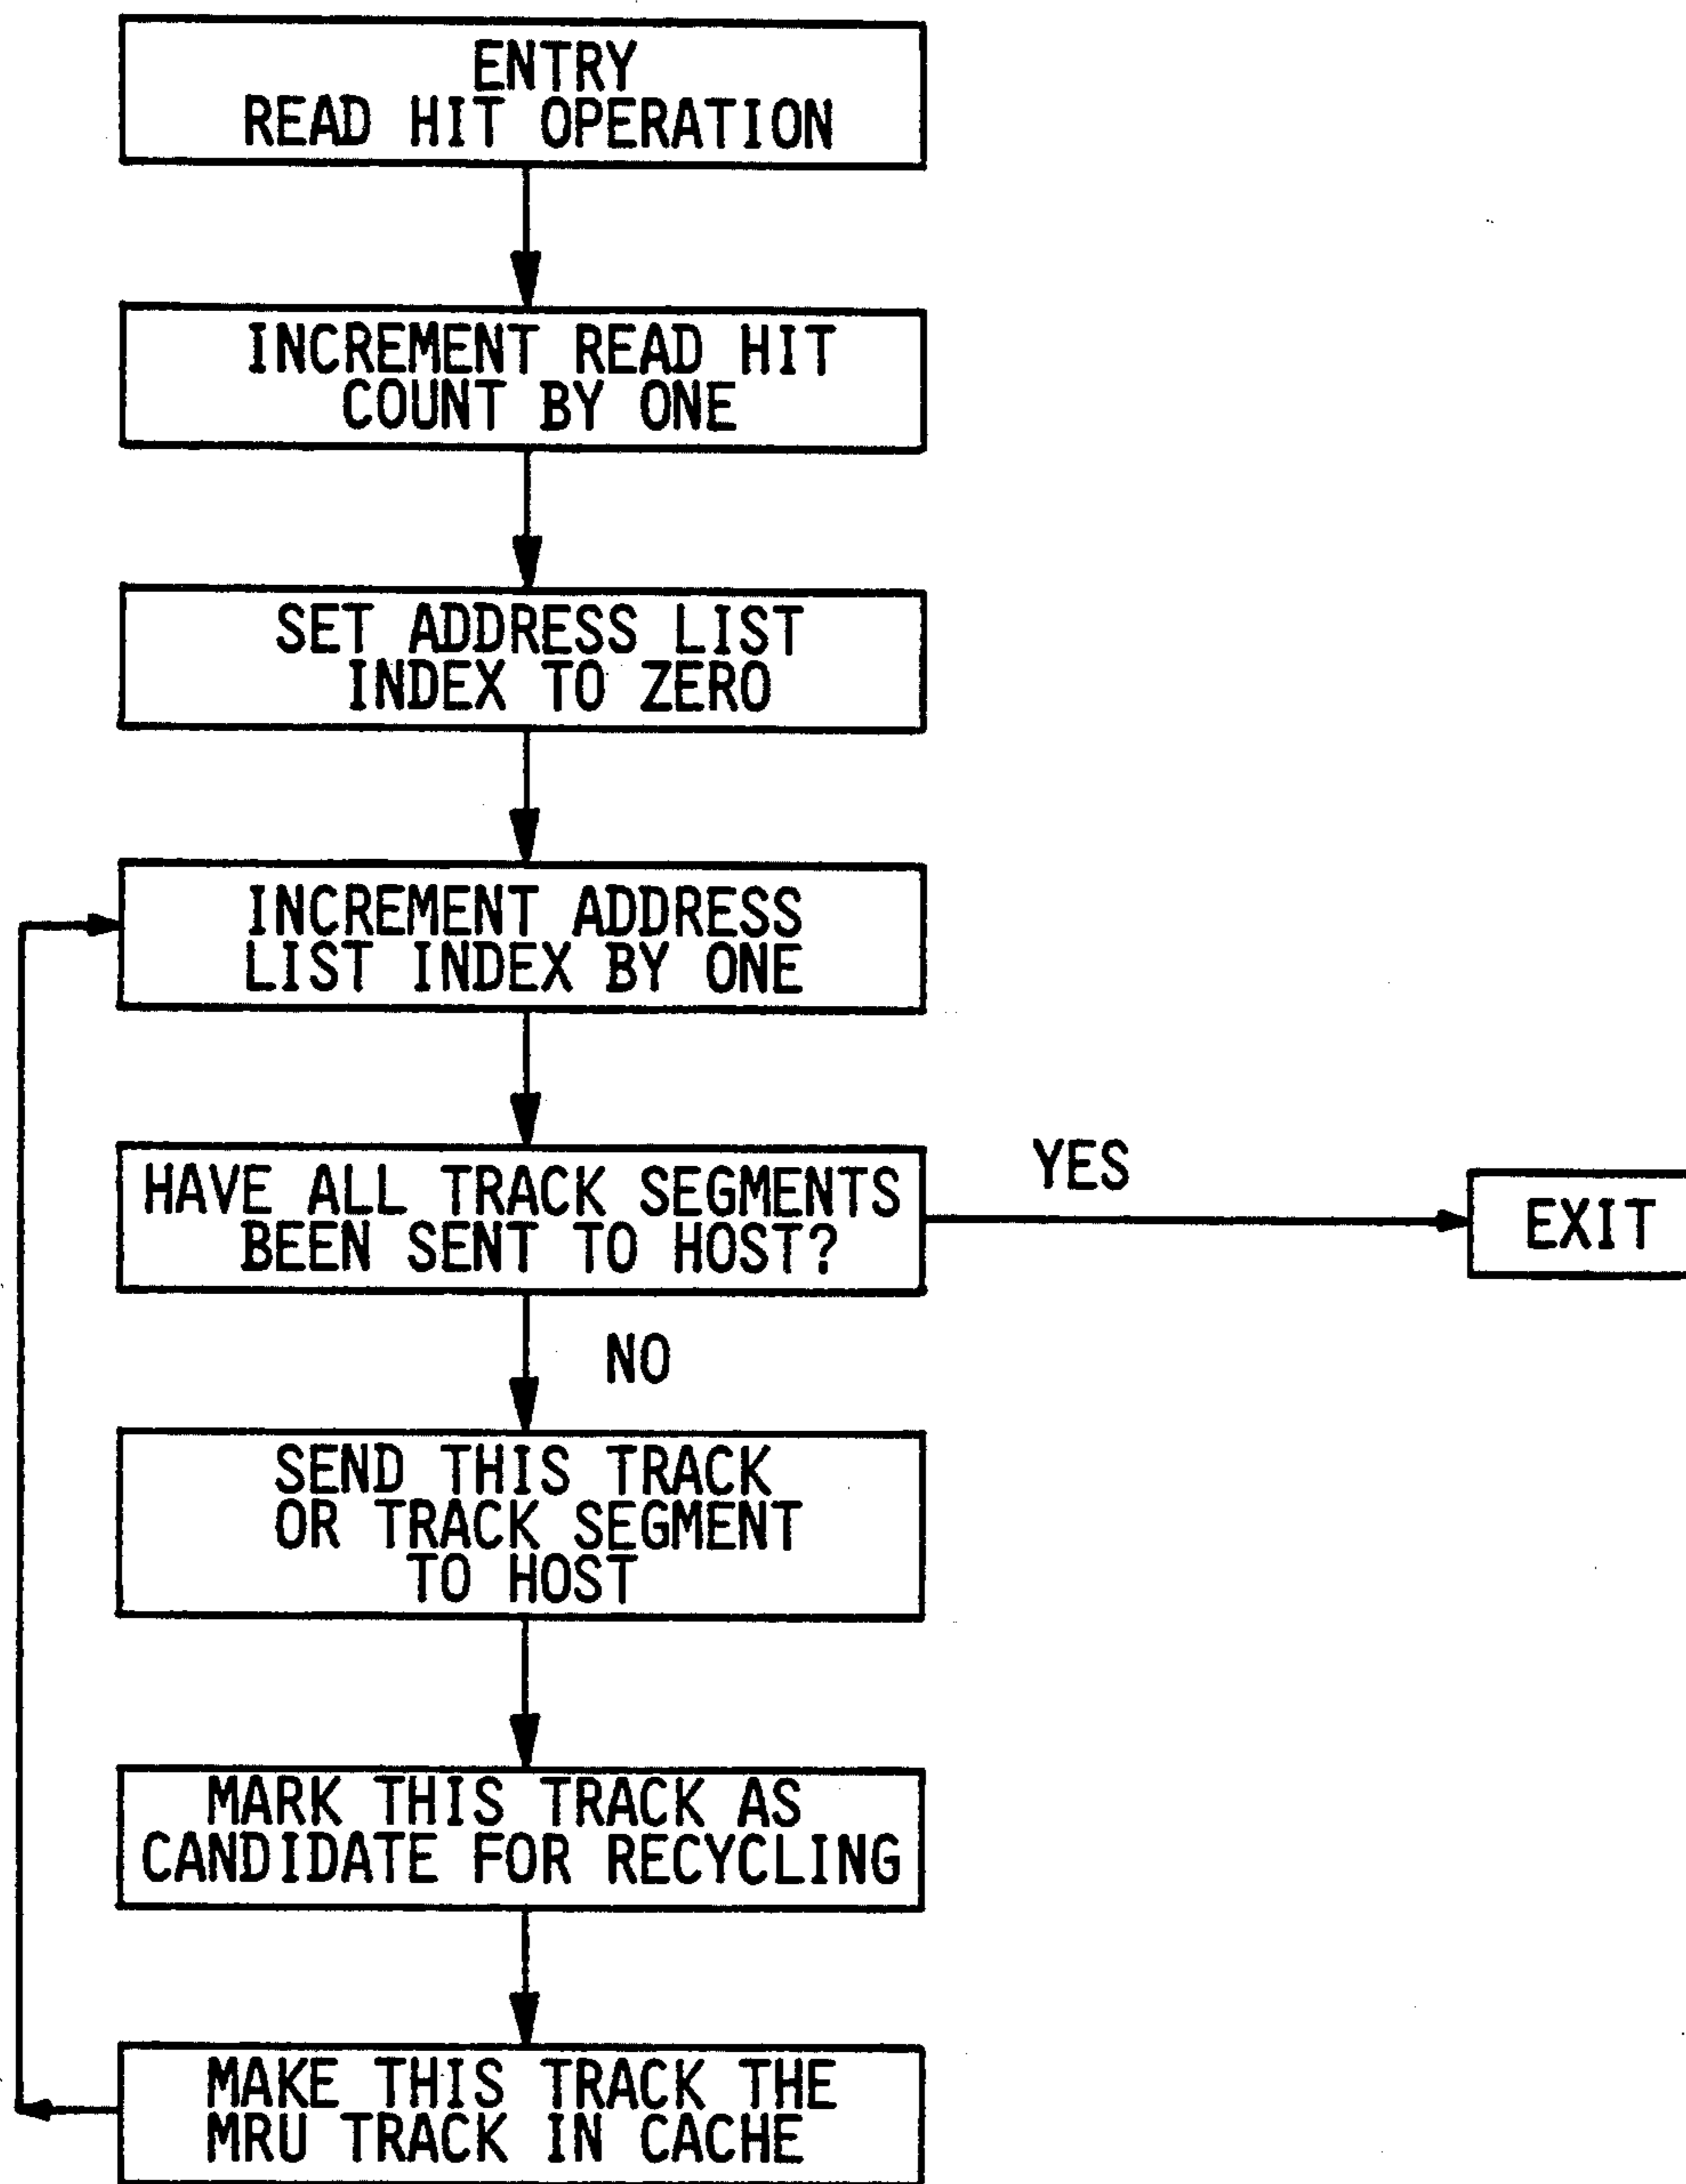 ENTRY
READ HIT OPERATION
INCREMENT READ HIT
COUNT BY ONE
SET ADDRESS LIST
INDEX TO ZERO
INCREMENT ADDRESS
LIST INDEX BY ONE
HAVE ALL TRACK SEGMENTS
BEEN SENT TO HOST?
YES
EXIT
NO
SEND THIS TRACK
OR TRACK SEGMENT
TO HOST
MARK THIS TRACK AS
CANDIDATE FOR RECYCLING
MAKE THIS TRACK THE
MRU TRACK IN CACHE